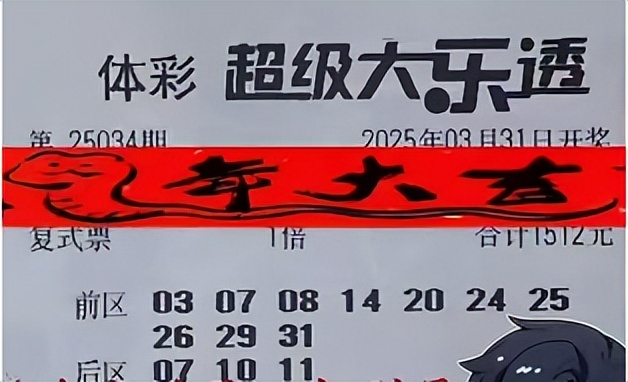 体彩 超级大乐透
第 25034期 2025年03月31日开奖
大吉
复式票 1倍 合计1512元
前区 03 07 08 14 20 24 25
26 29 31
后区 07 10 11